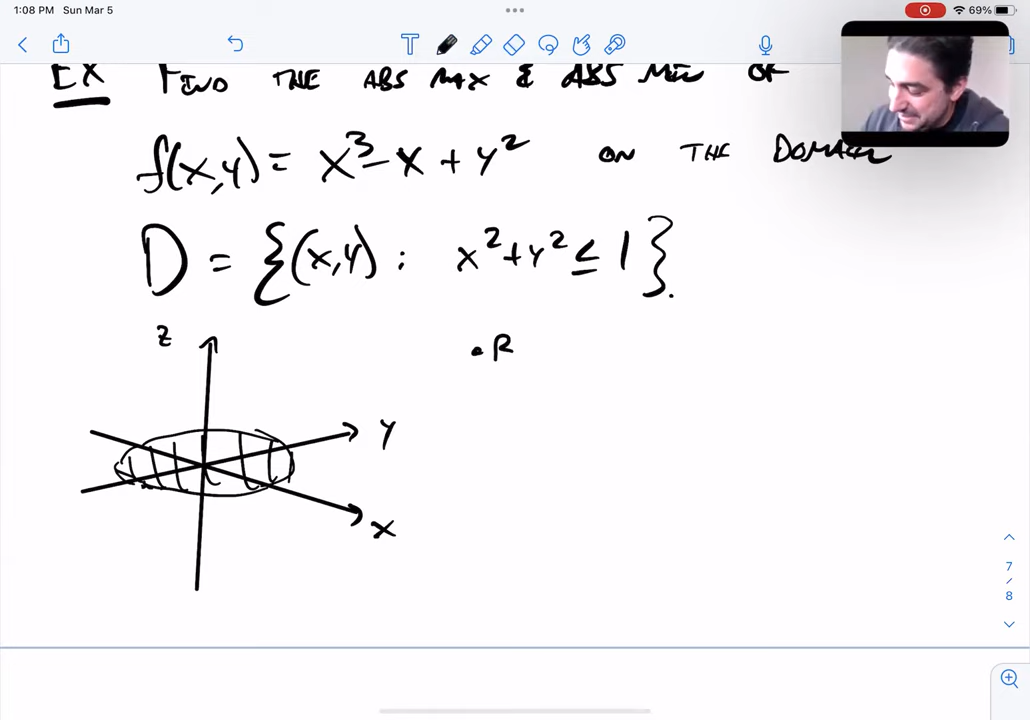 1:08 PM Sun Mar 5
69%
EX FIND THE ABS MAX & ABS MIN OF
f(x,y) = x³ - x + y² ON THE DOMAIN
D = {(x,y) : x² + y² ≤ 1}.
z
• R
y
x
7
/
8